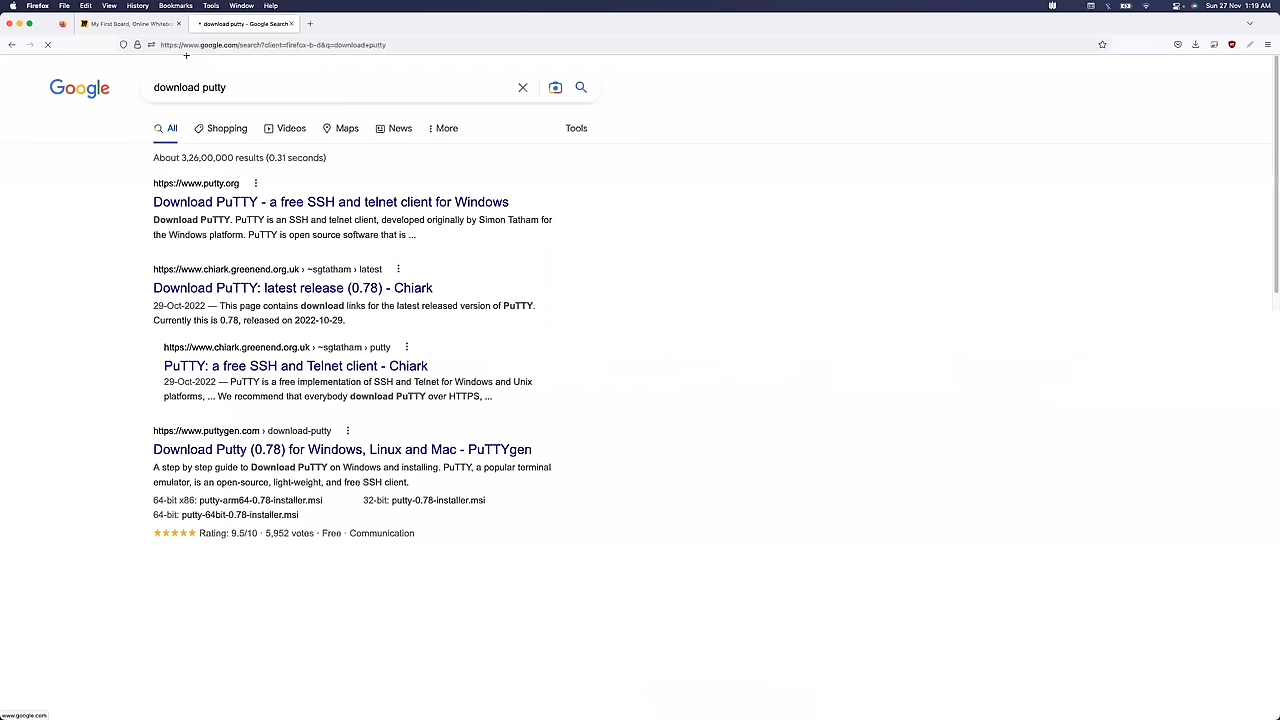 Firefox File Edit View History Bookmarks Tools Window Help Sun 27 Nov 1:19 AM
My First Board, Online Whitebo download putty - Google Search
https://www.google.com/search?client=firefox-b-d&q=download+putty
Google download putty
All Shopping Videos Maps News More Tools
About 3,26,00,000 results (0.31 seconds)
https://www.putty.org
Download PuTTY - a free SSH and telnet client for Windows
Download PuTTY. PuTTY is an SSH and telnet client, developed originally by Simon Tatham for
the Windows platform. PuTTY is open source software that is ...
https://www.chiark.greenend.org.uk › ~sgtatham › latest
Download PuTTY: latest release (0.78) - Chiark
29-Oct-2022 — This page contains download links for the latest released version of PuTTY.
Currently this is 0.78, released on 2022-10-29.
https://www.chiark.greenend.org.uk › ~sgtatham › putty
PuTTY: a free SSH and Telnet client - Chiark
29-Oct-2022 — PuTTY is a free implementation of SSH and Telnet for Windows and Unix
platforms, ... We recommend that everybody download PuTTY over HTTPS, ...
https://www.puttygen.com › download-putty
Download Putty (0.78) for Windows, Linux and Mac - PuTTYgen
A step by step guide to Download PuTTY on Windows and installing. PuTTY, a popular terminal
emulator, is an open-source, light-weight, and free SSH client.
64-bit x86: putty-arm64-0.78-installer.msi 32-bit: putty-0.78-installer.msi
64-bit: putty-64bit-0.78-installer.msi
Rating: 9.5/10 · 5,952 votes · Free · Communication
www.google.com